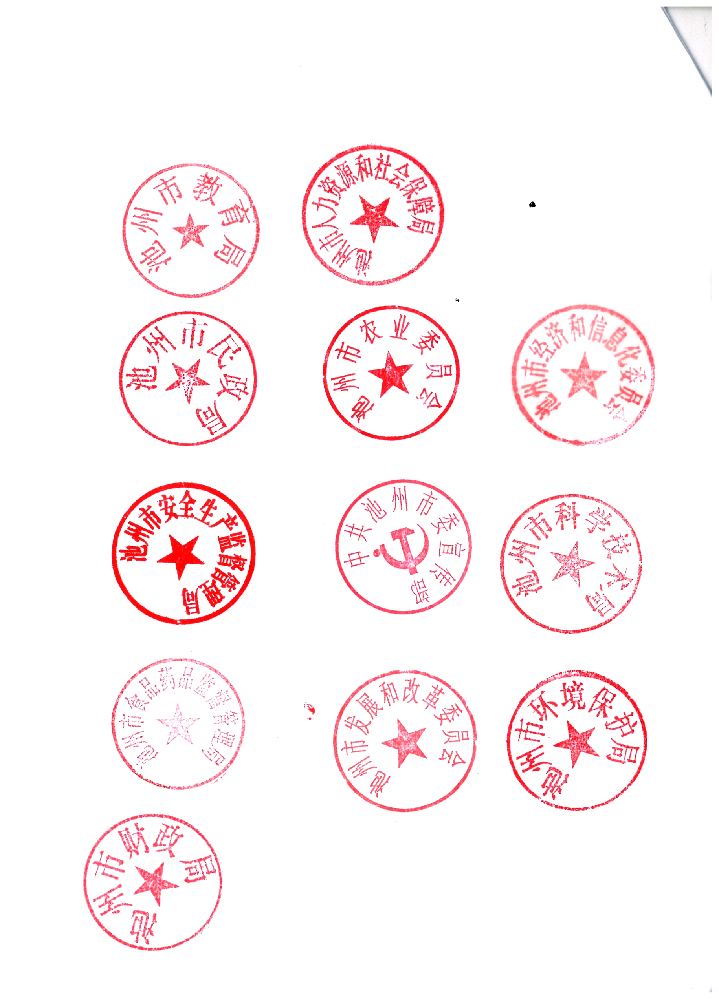 池州市教育局
池州市人力资源和社会保障局
池州市民政局
池州市农业委员会
池州市经济和信息化委员会
池州市安全生产监督管理局
中共池州市委宣传部
池州市科学技术局
池州市食品药品监督管理局
池州市发展和改革委员会
池州市环境保护局
池州市财政局